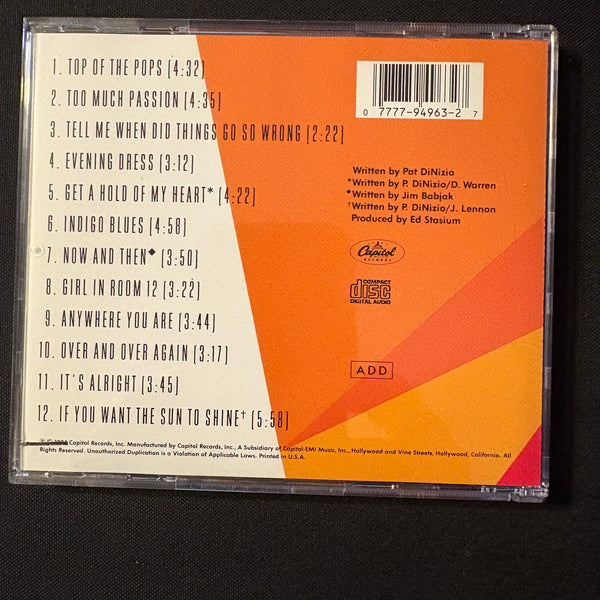 1. TOP OF THE POPS (4:32)
2. TOO MUCH PASSION (4:35)
3. TELL ME WHEN DID THINGS GO SO WRONG (2:22)
4. EVENING DRESS (3:12)
5. GET A HOLD OF MY HEART* (4:22)
6. INDIGO BLUES (4:58)
7. NOW AND THEN◆ (3:50)
8. GIRL IN ROOM 12 (3:22)
9. ANYWHERE YOU ARE (3:44)
10. OVER AND OVER AGAIN (3:17)
11. IT'S ALRIGHT (3:45)
12. IF YOU WANT THE SUN TO SHINE† (5:58)
0 7777-94963-2 7
Written by Pat DiNizio
*Written by P. DiNizio/D. Warren
◆Written by Jim Babjak
†Written by P. DiNizio/J. Lennon
Produced by Ed Stasium
Capitol
RECORDS
COMPACT
disc
DIGITAL AUDIO
ADD
Capitol Records, Inc. Manufactured by Capitol Records, Inc., A Subsidiary of Capitol-EMI Music, Inc., Hollywood and Vine Streets, Hollywood, California. All
Rights Reserved. Unauthorized Duplication is a Violation of Applicable Laws. Printed in U.S.A.